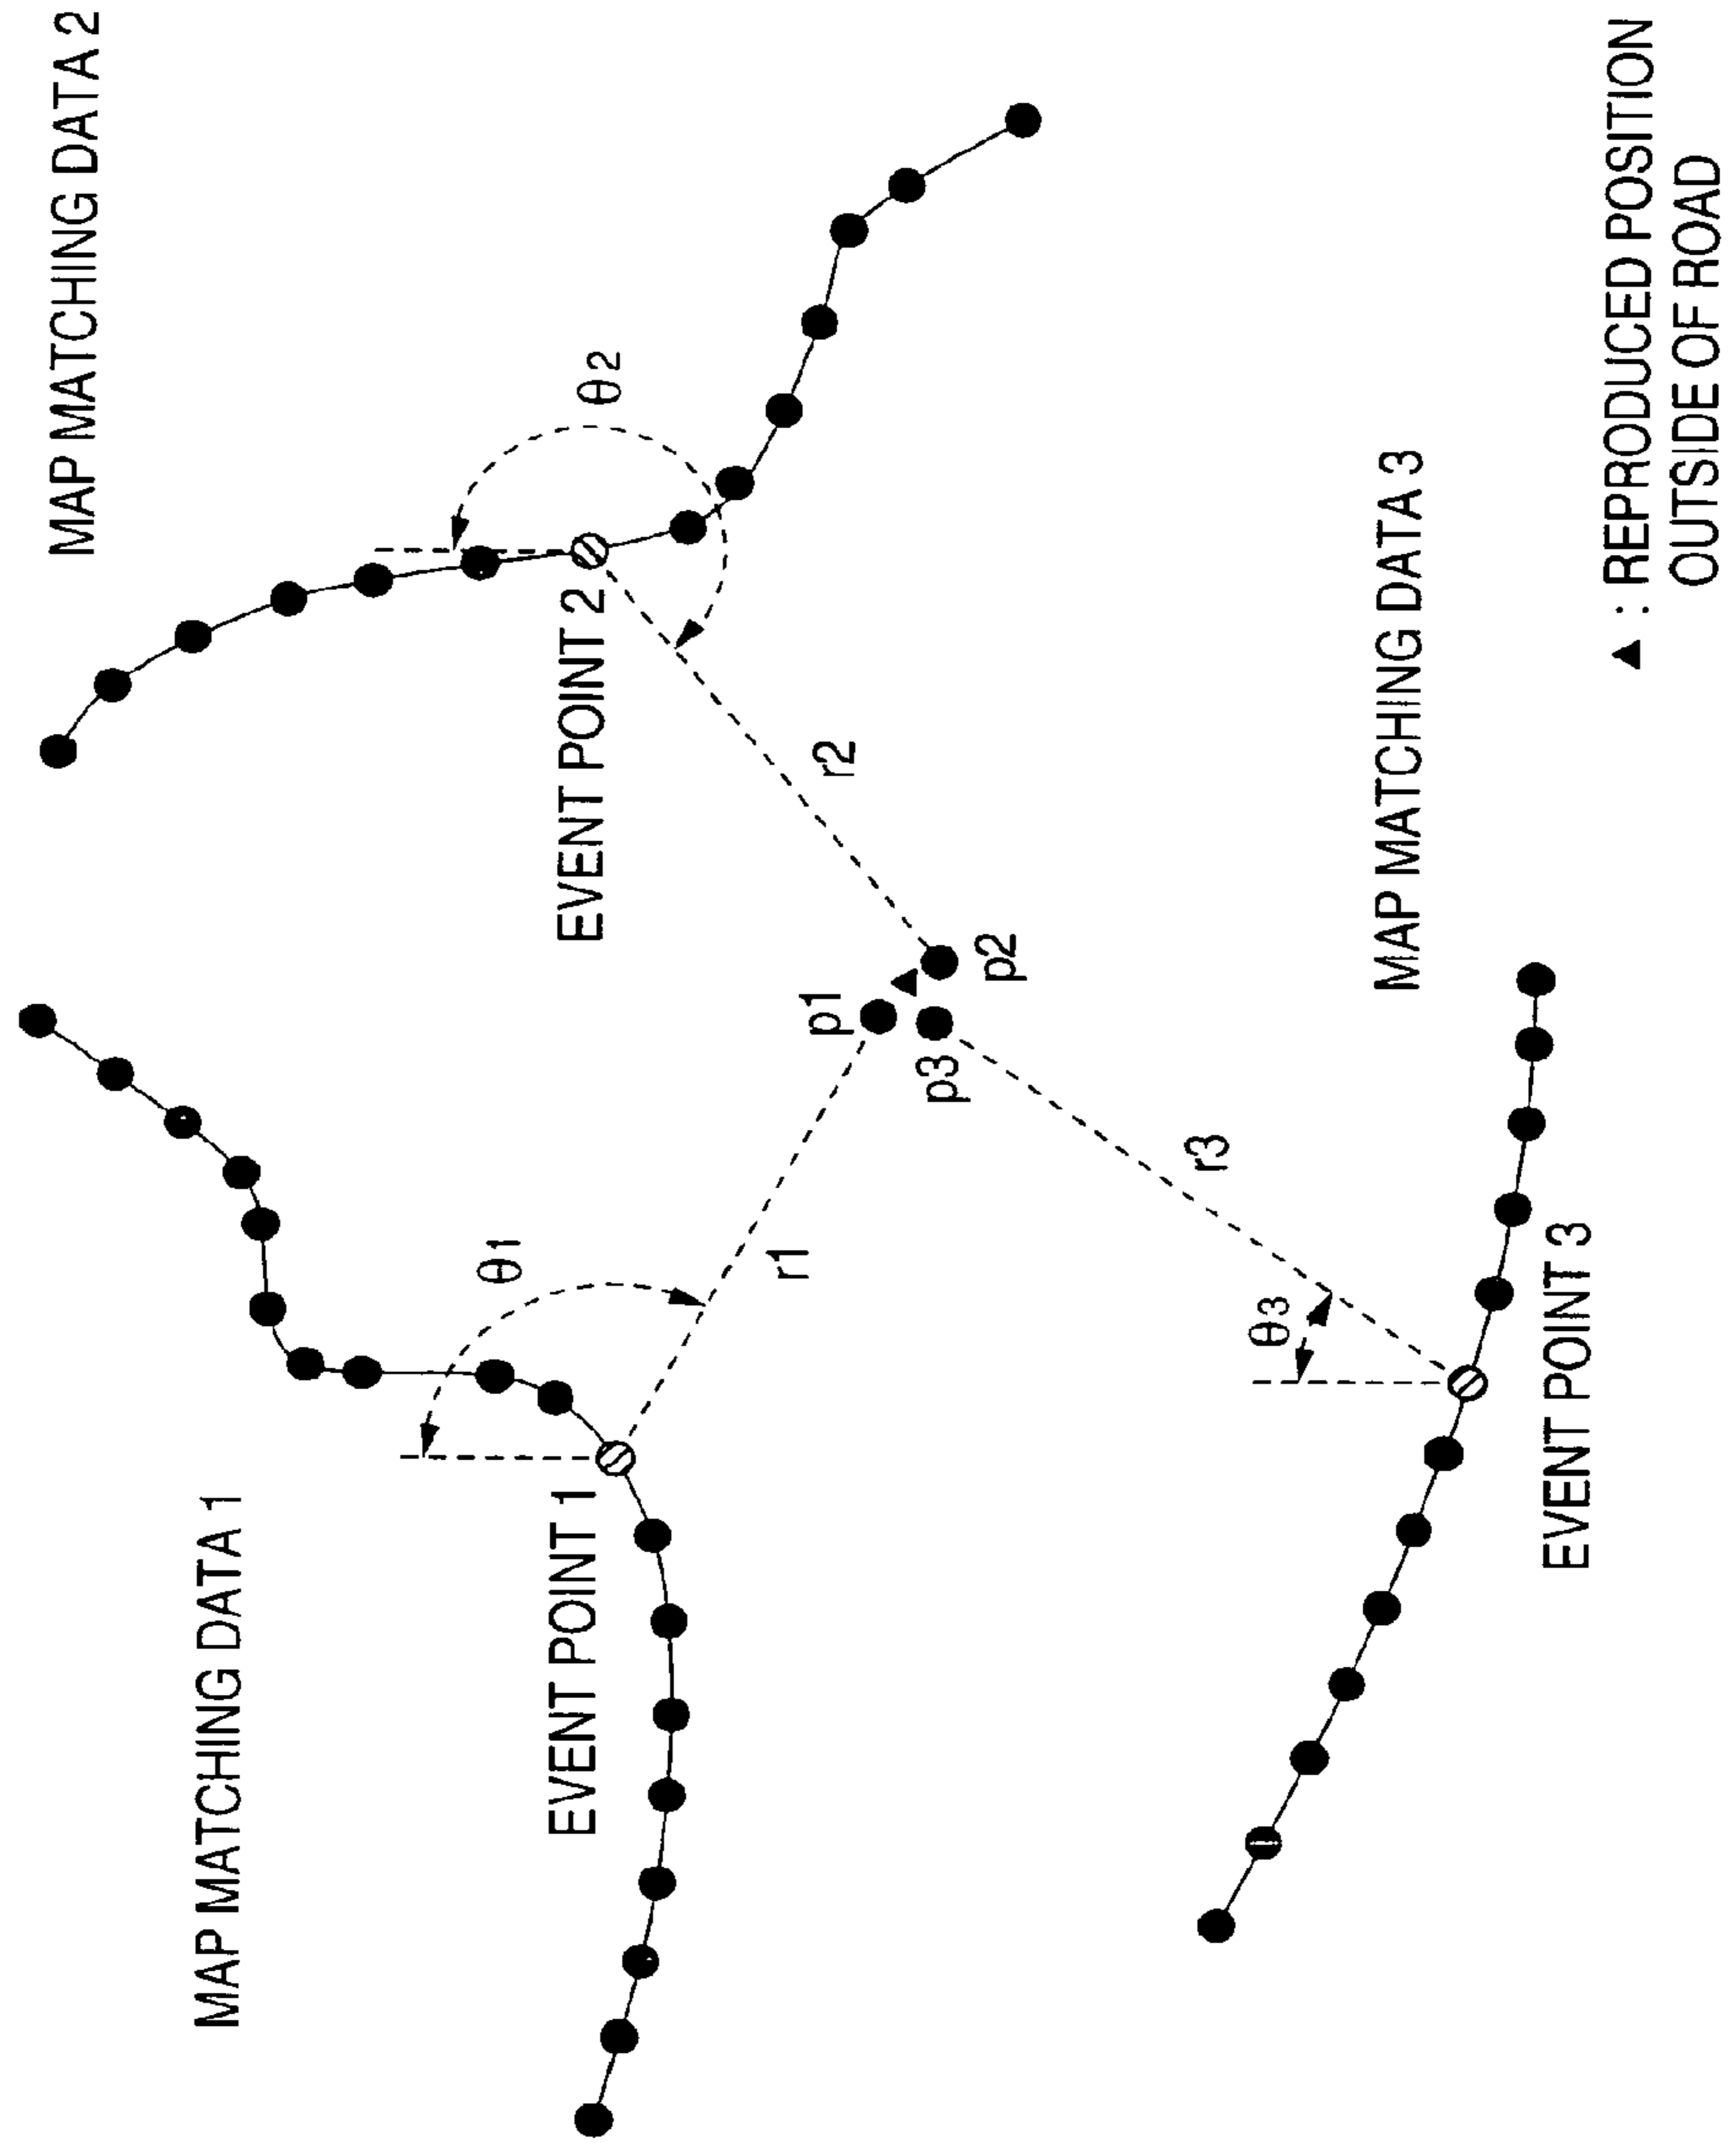 MAP MATCHING DATA 1
MAP MATCHING DATA 2
EVENT POINT 1
θ1
r1
p1
EVENT POINT 2
θ2
r2
p2
p3
r3
θ3
EVENT POINT 3
MAP MATCHING DATA 3
▲ : REPRODUCED POSITION
OUTSIDE OF ROAD